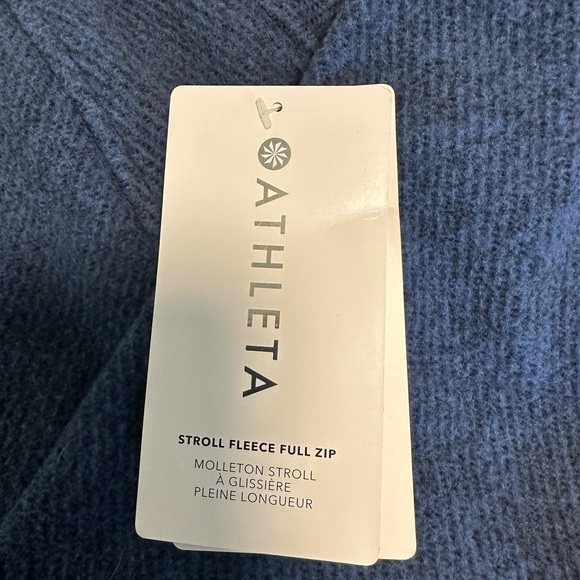 ATHLETA
STROLL FLEECE FULL ZIP
MOLLETON STROLL
À GLISSIÈRE
PLEINE LONGUEUR